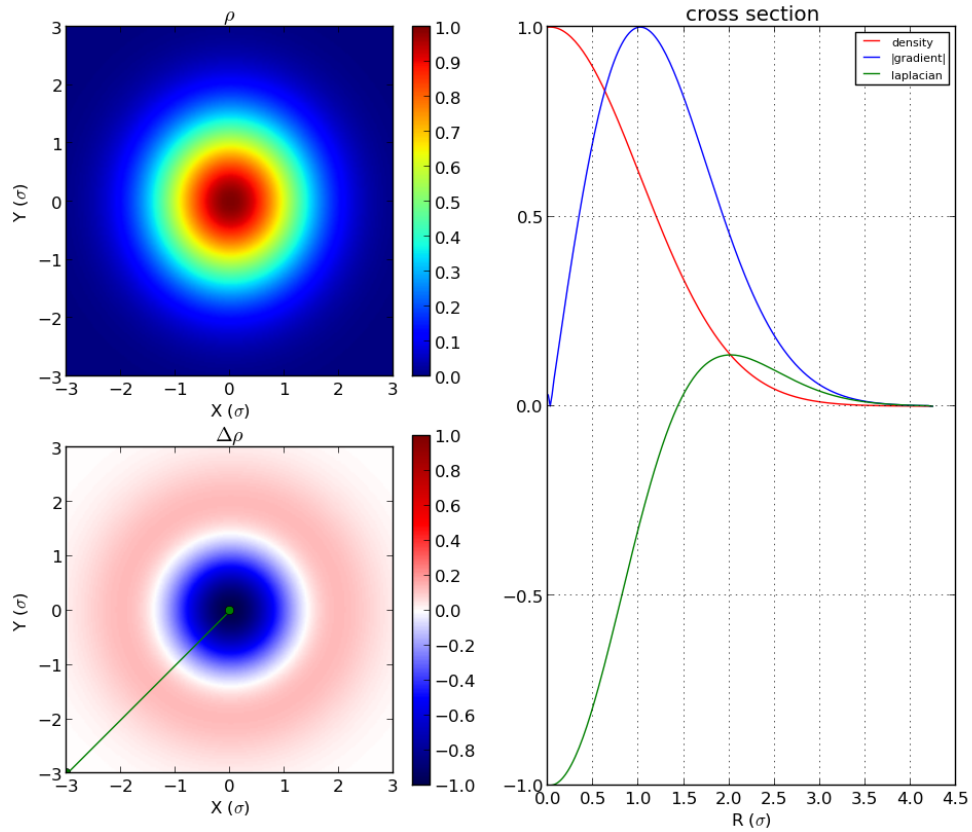 ρ
3
2
1
0
−1
−2
−3
Y (σ)
−3 −2 −1 0 1 2 3
X (σ)
1.0
0.9
0.8
0.7
0.6
0.5
0.4
0.3
0.2
0.1
0.0
Δρ
3
2
1
0
−1
−2
−3
Y (σ)
−3 −2 −1 0 1 2 3
X (σ)
1.0
0.8
0.6
0.4
0.2
0.0
−0.2
−0.4
−0.6
−0.8
−1.0
cross section
density
|gradient|
laplacian
1.0
0.5
0.0
−0.5
−1.0
0.0 0.5 1.0 1.5 2.0 2.5 3.0 3.5 4.0 4.5
R (σ)